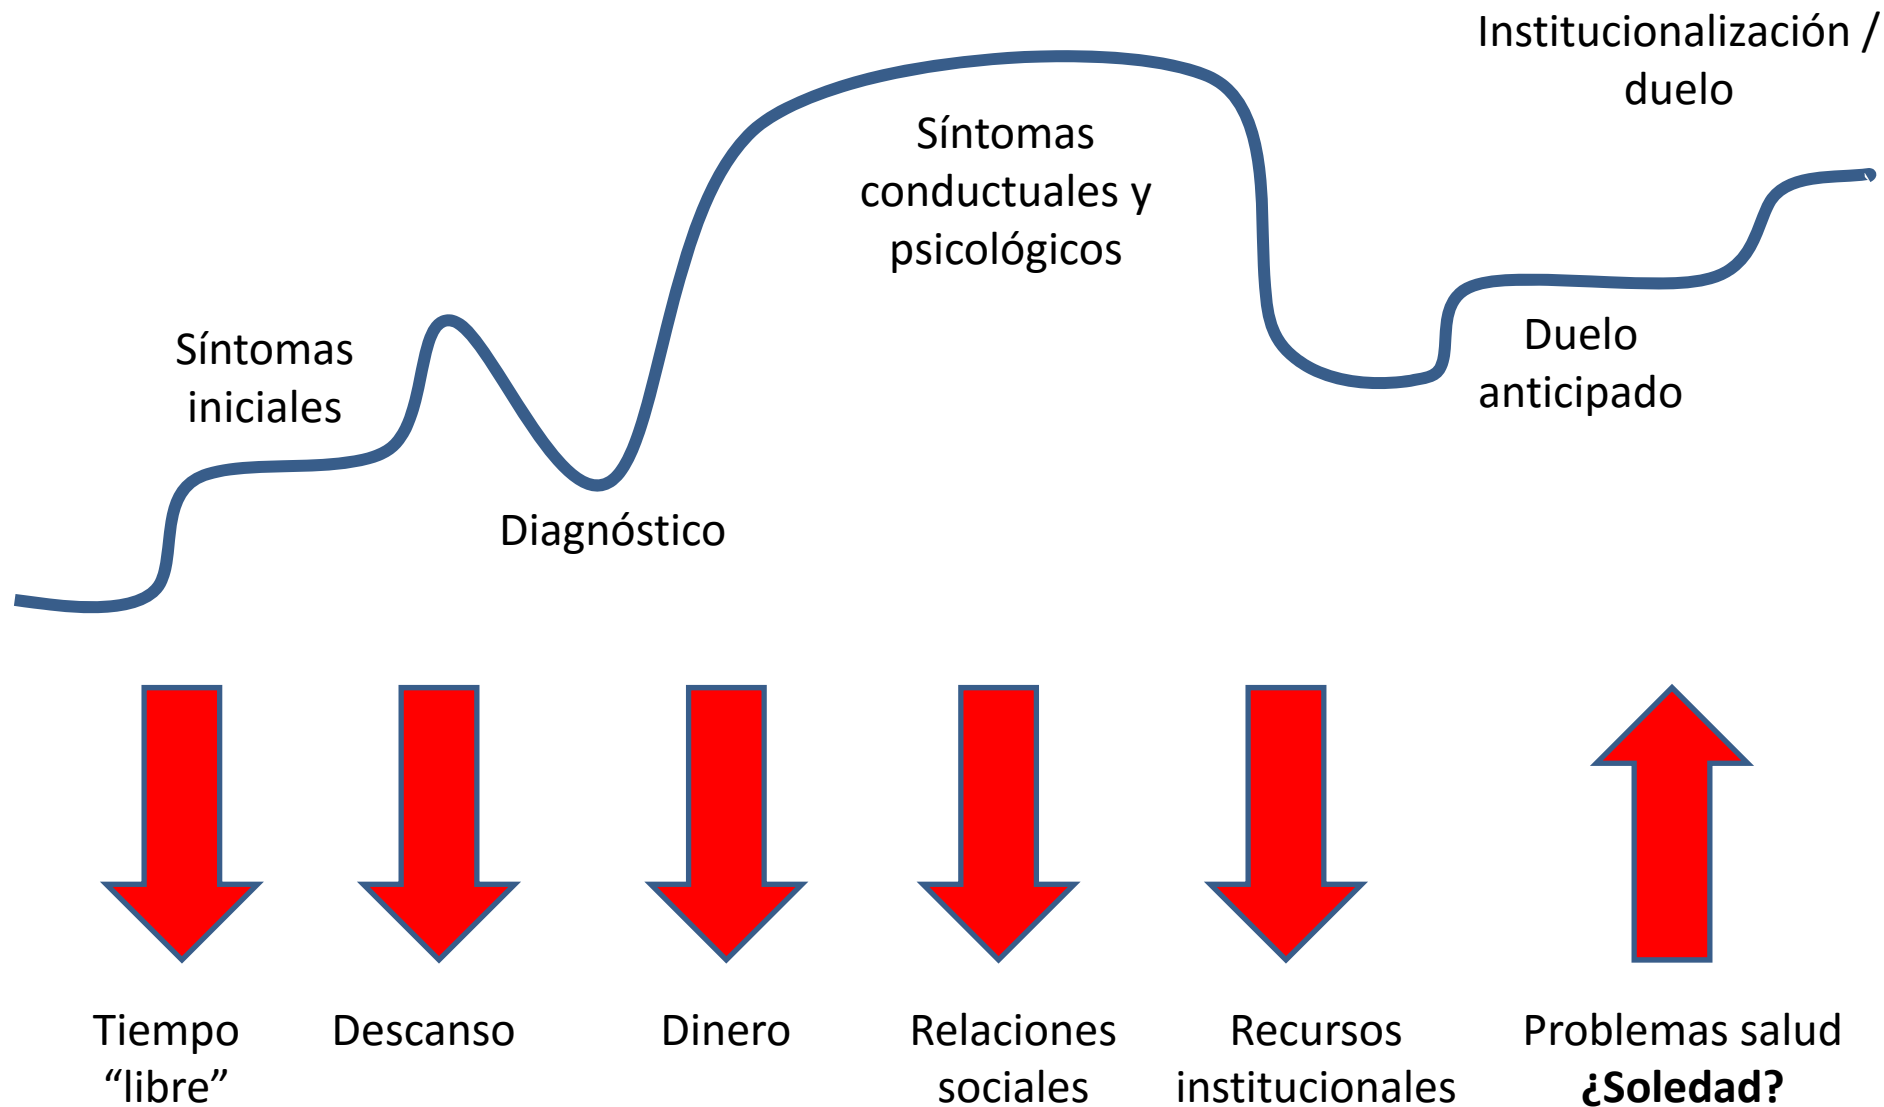 Institucionalización /
duelo
Síntomas
conductuales y
psicológicos
Síntomas
iniciales
Duelo
anticipado
Diagnóstico
Tiempo
“libre”
Descanso
Dinero
Relaciones
sociales
Recursos
institucionales
Problemas salud
¿Soledad?